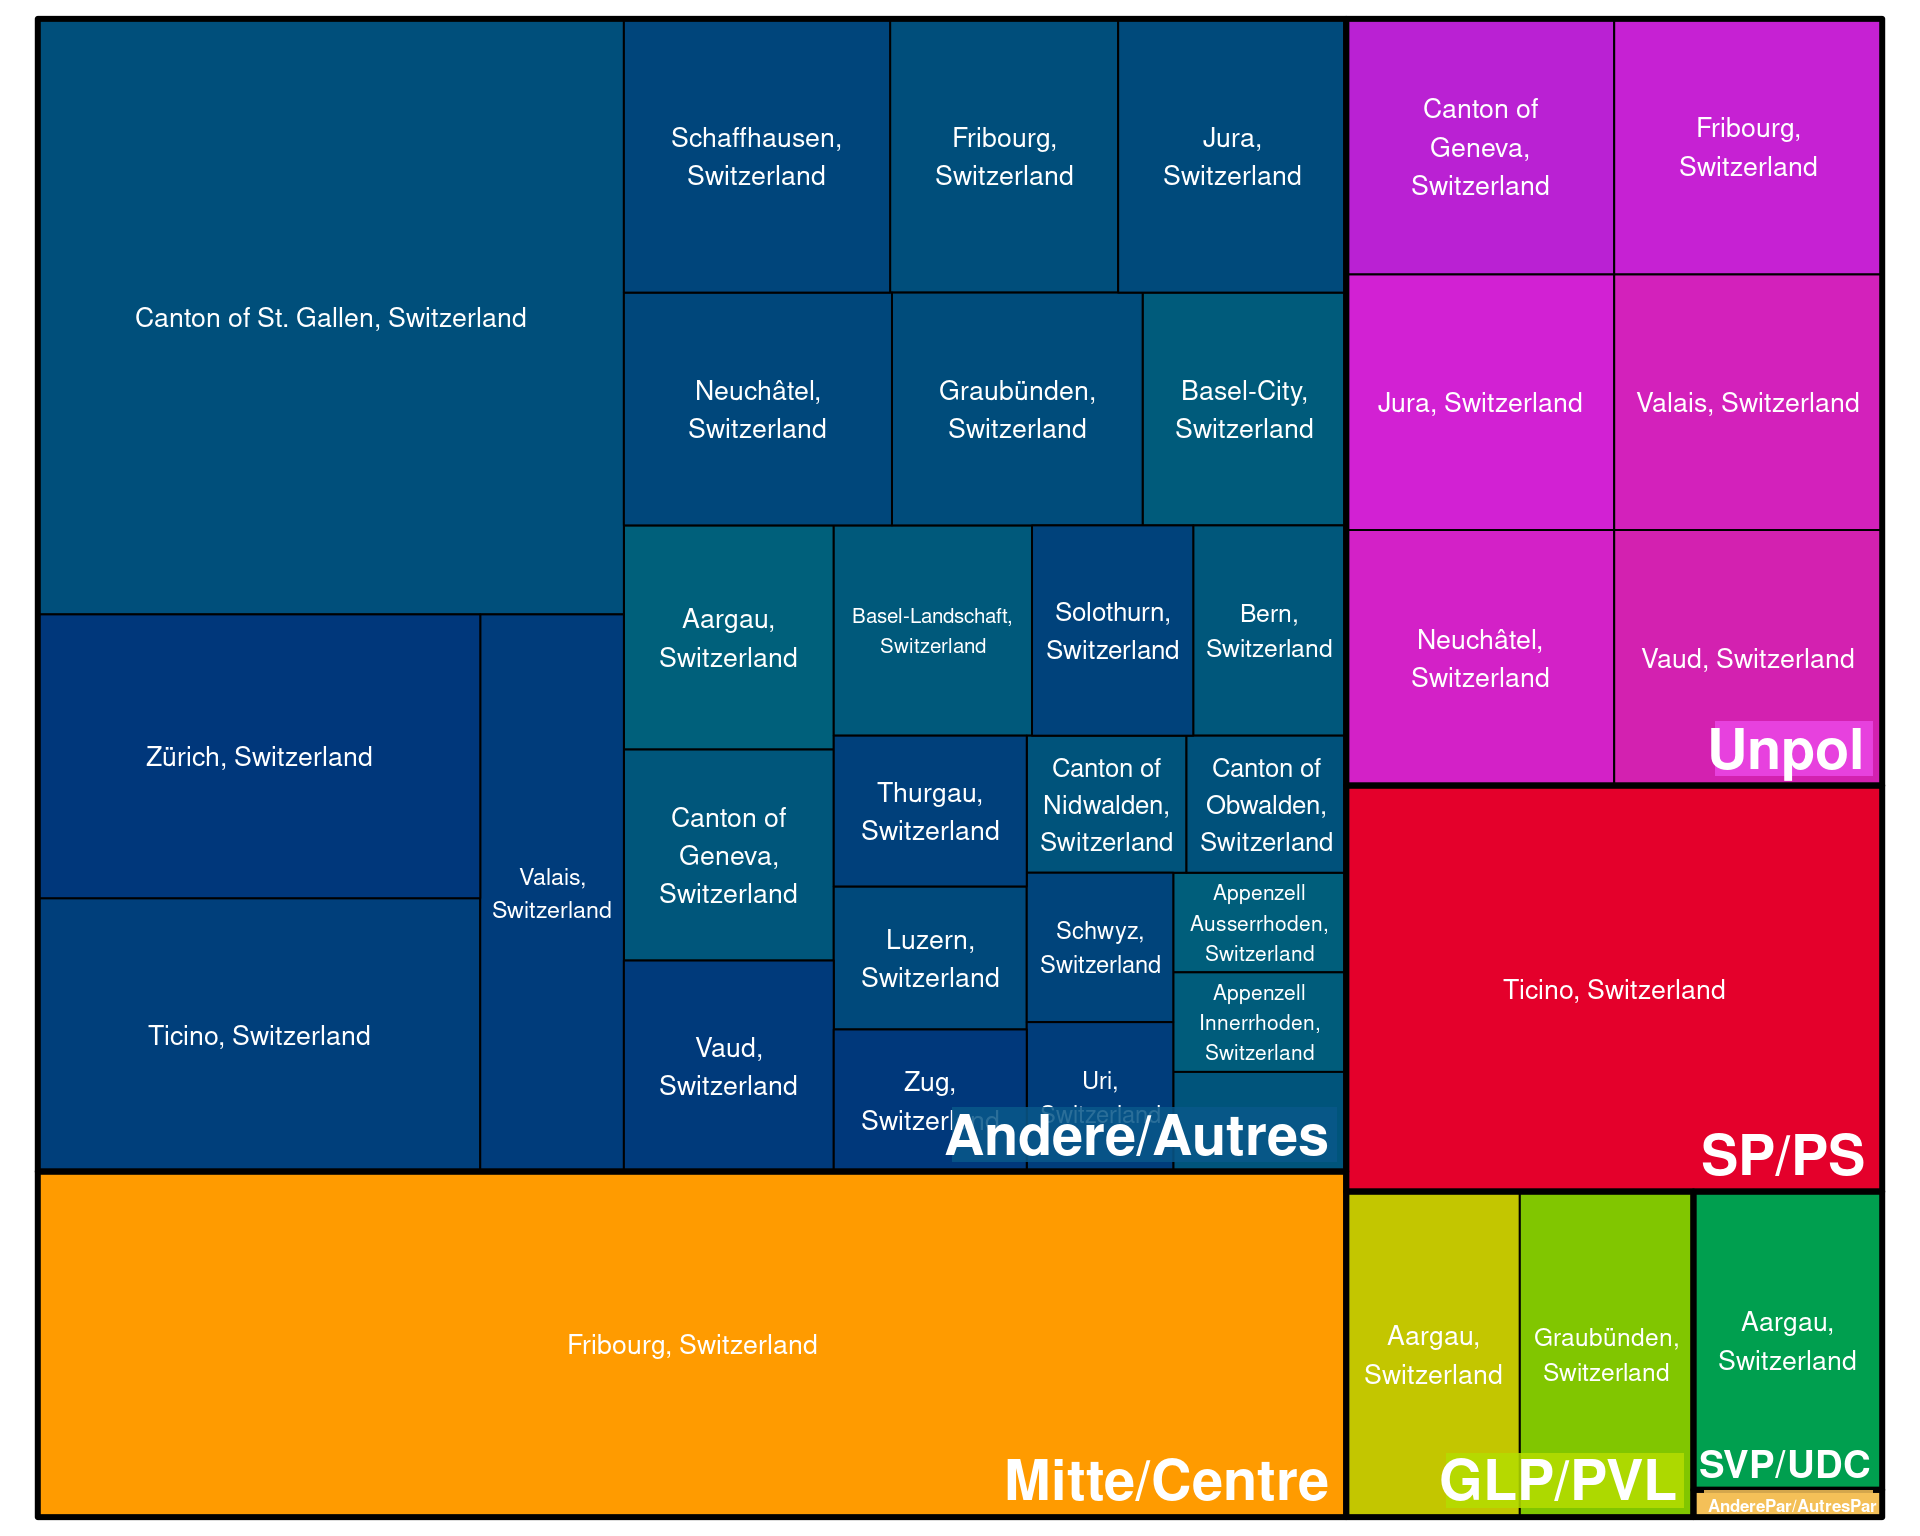 Canton of St. Gallen, Switzerland
Zürich, Switzerland
Ticino, Switzerland
Valais,
Switzerland
Schaffhausen,
Switzerland
Fribourg,
Switzerland
Jura,
Switzerland
Neuchâtel,
Switzerland
Graubünden,
Switzerland
Basel-City,
Switzerland
Aargau,
Switzerland
Basel-Landschaft,
Switzerland
Solothurn,
Switzerland
Bern,
Switzerland
Canton of
Geneva,
Switzerland
Vaud,
Switzerland
Thurgau,
Switzerland
Luzern,
Switzerland
Zug,
Switzerland
Canton of
Nidwalden,
Switzerland
Canton of
Obwalden,
Switzerland
Schwyz,
Switzerland
Uri,
Switzerland
Appenzell
Ausserrhoden,
Switzerland
Appenzell
Innerrhoden,
Switzerland
Andere/Autres
Fribourg, Switzerland
Mitte/Centre
Canton of
Geneva,
Switzerland
Fribourg,
Switzerland
Jura, Switzerland
Valais, Switzerland
Neuchâtel,
Switzerland
Vaud, Switzerland
Unpol
Ticino, Switzerland
SP/PS
Aargau,
Switzerland
Graubünden,
Switzerland
GLP/PVL
Aargau,
Switzerland
SVP/UDC
AnderePar/AutresPar